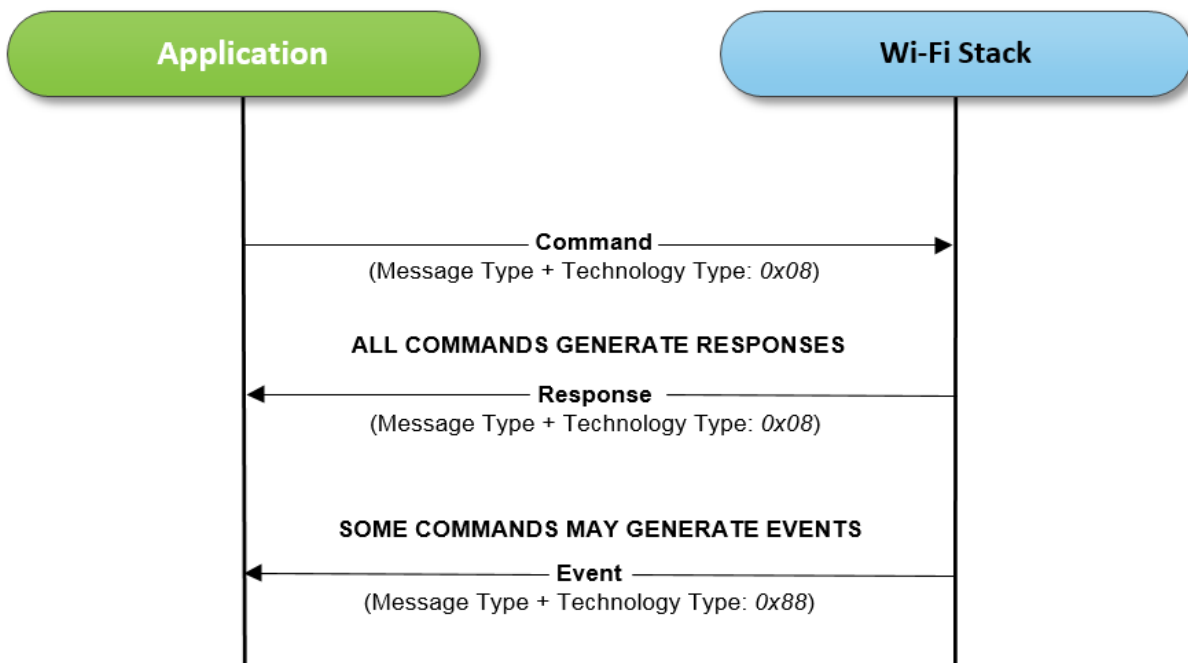 Application
Wi-Fi Stack
Command
(Message Type + Technology Type: 0x08)
ALL COMMANDS GENERATE RESPONSES
Response
(Message Type + Technology Type: 0x08)
SOME COMMANDS MAY GENERATE EVENTS
Event
(Message Type + Technology Type: 0x88)